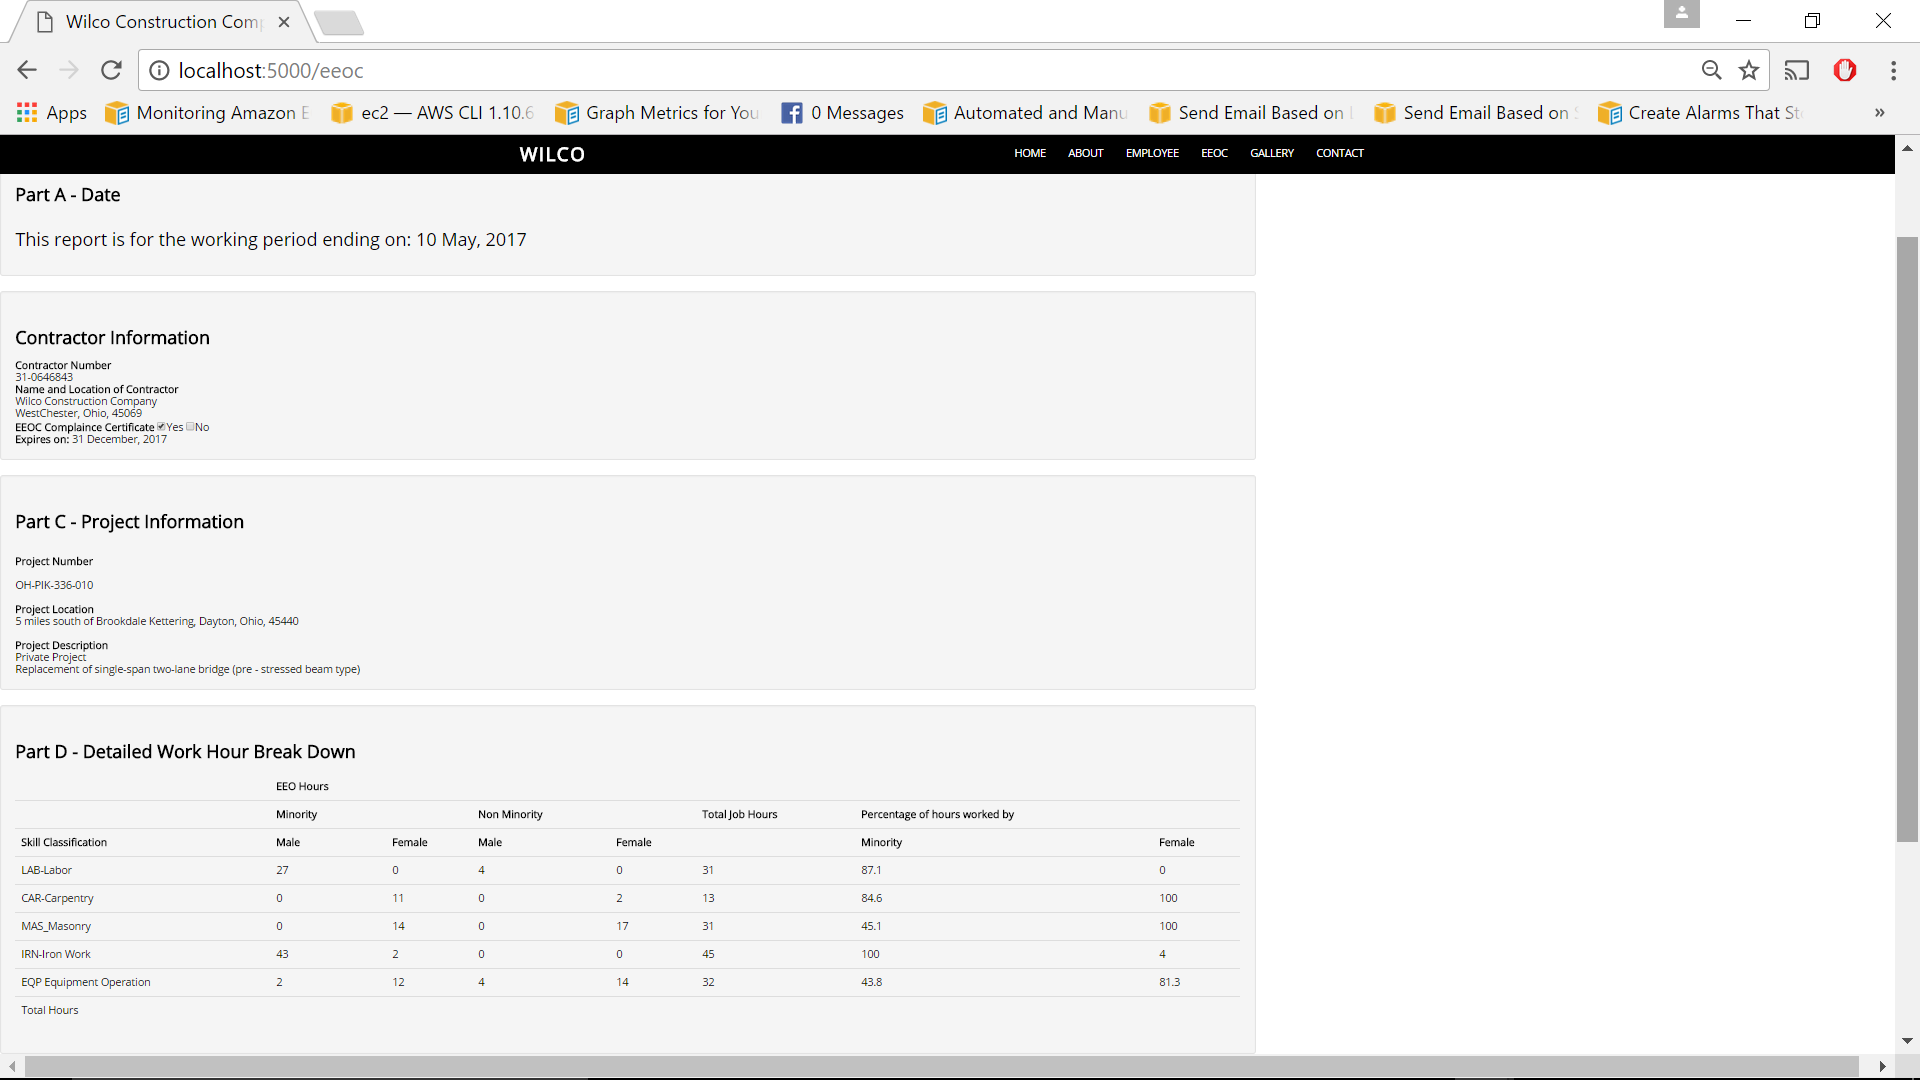 Wilco Construction Com
localhost:5000/eeoc
Apps Monitoring Amazon E ec2 — AWS CLI 1.10.6 Graph Metrics for You 0 Messages Automated and Manu Send Email Based on Send Email Based on Create Alarms That St »
WILCO HOME ABOUT EMPLOYEE EEOC GALLERY CONTACT
Part A - Date
This report is for the working period ending on: 10 May, 2017
Contractor Information
Contractor Number
31-0646843
Name and Location of Contractor
Wilco Construction Company
WestChester, Ohio, 45069
EEOC Complaince Certificate Yes No
Expires on: 31 December, 2017
Part C - Project Information
Project Number
OH-PIK-336-010
Project Location
5 miles south of Brookdale Kettering, Dayton, Ohio, 45440
Project Description
Private Project
Replacement of single-span two-lane bridge (pre - stressed beam type)
Part D - Detailed Work Hour Break Down
EEO Hours
Minority Non Minority Total Job Hours Percentage of hours worked by
Skill Classification Male Female Male Female Minority Female
LAB-Labor 27 0 4 0 31 87.1 0
CAR-Carpentry 0 11 0 2 13 84.6 100
MAS_Masonry 0 14 0 17 31 45.1 100
IRN-Iron Work 43 2 0 0 45 100 4
EQP Equipment Operation 2 12 4 14 32 43.8 81.3
Total Hours